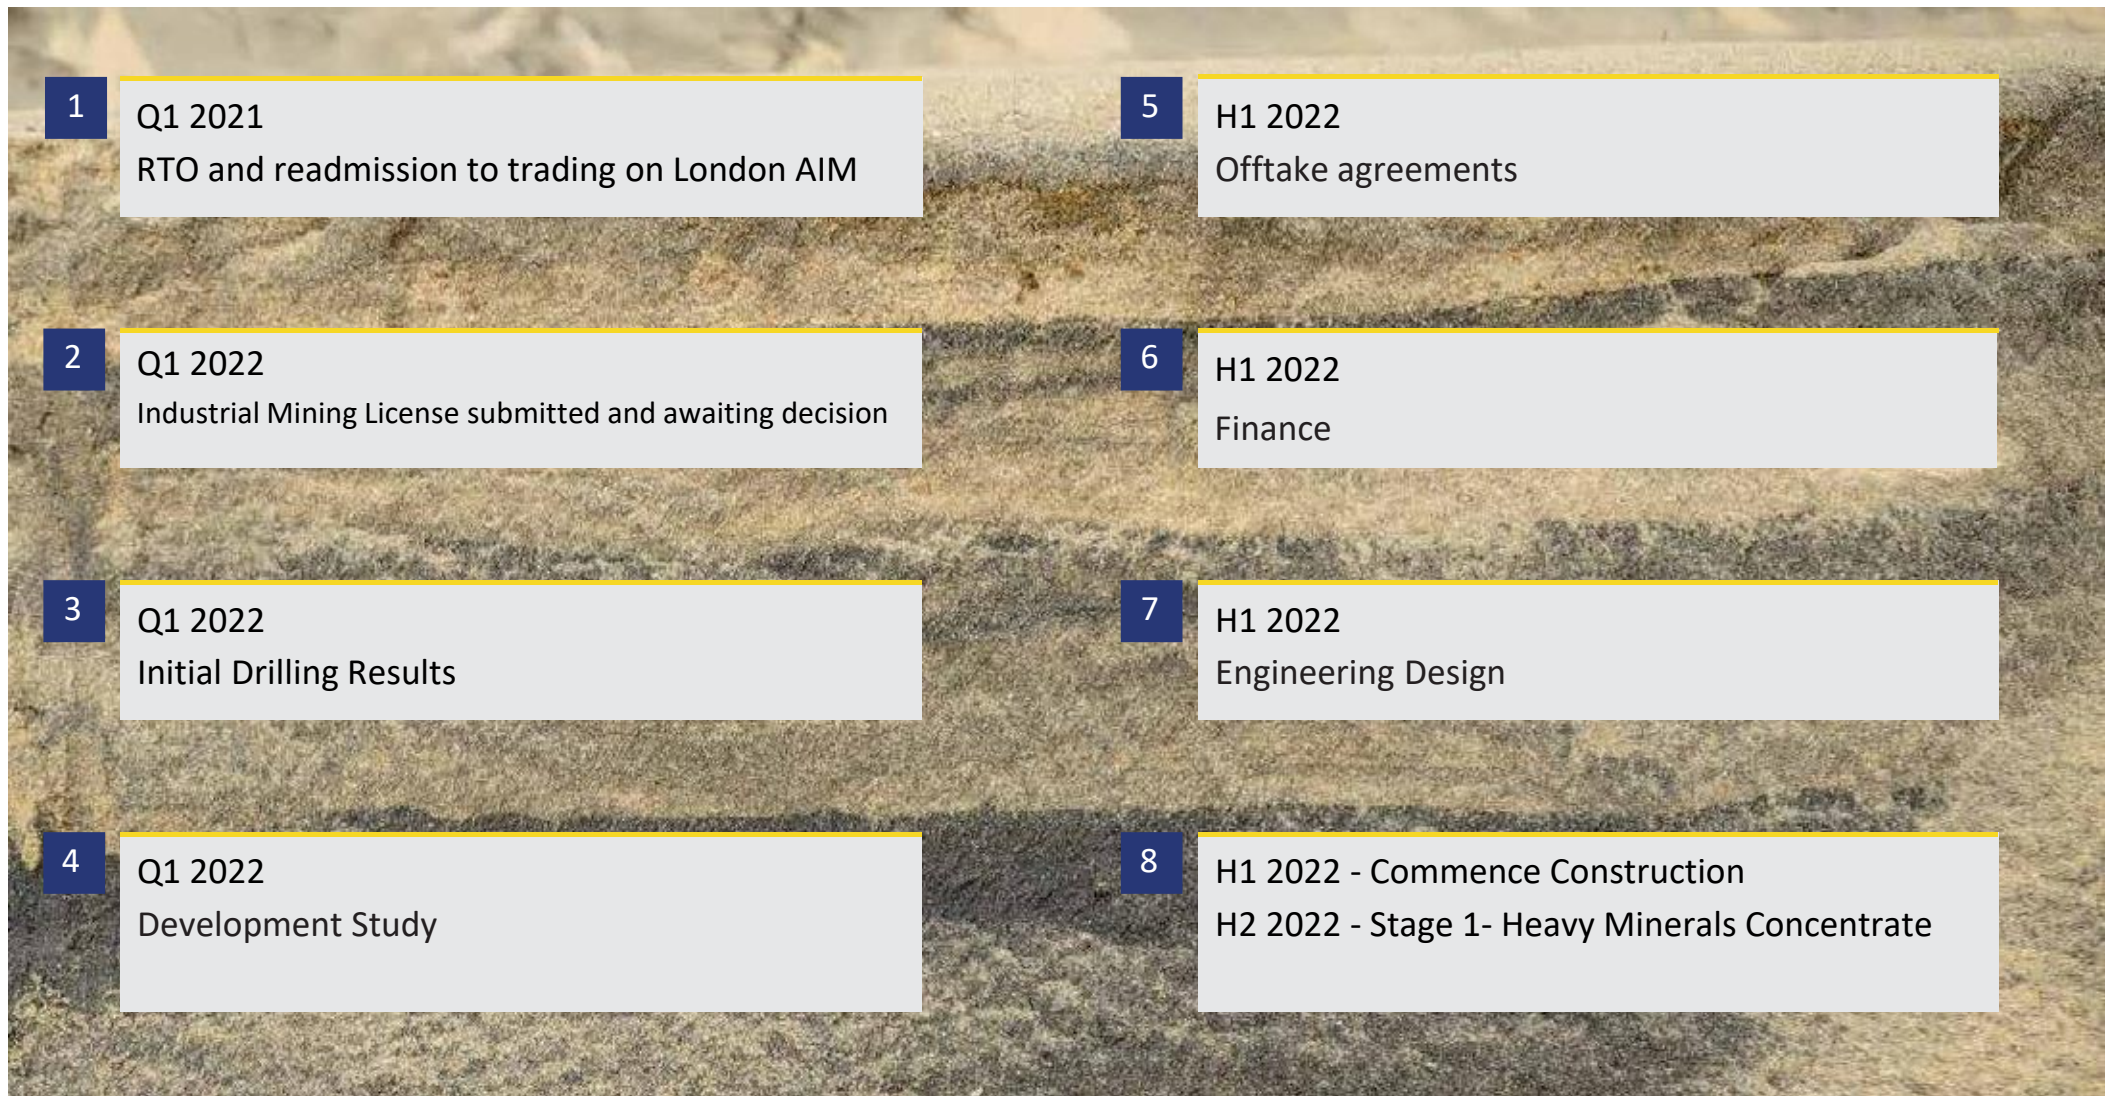 1
Q1 2021
RTO and readmission to trading on London AIM
2
Q1 2022
Industrial Mining License submitted and awaiting decision
3
Q1 2022
Initial Drilling Results
4
Q1 2022
Development Study
5
H1 2022
Offtake agreements
6
H1 2022
Finance
7
H1 2022
Engineering Design
8
H1 2022 - Commence Construction
H2 2022 - Stage 1- Heavy Minerals Concentrate